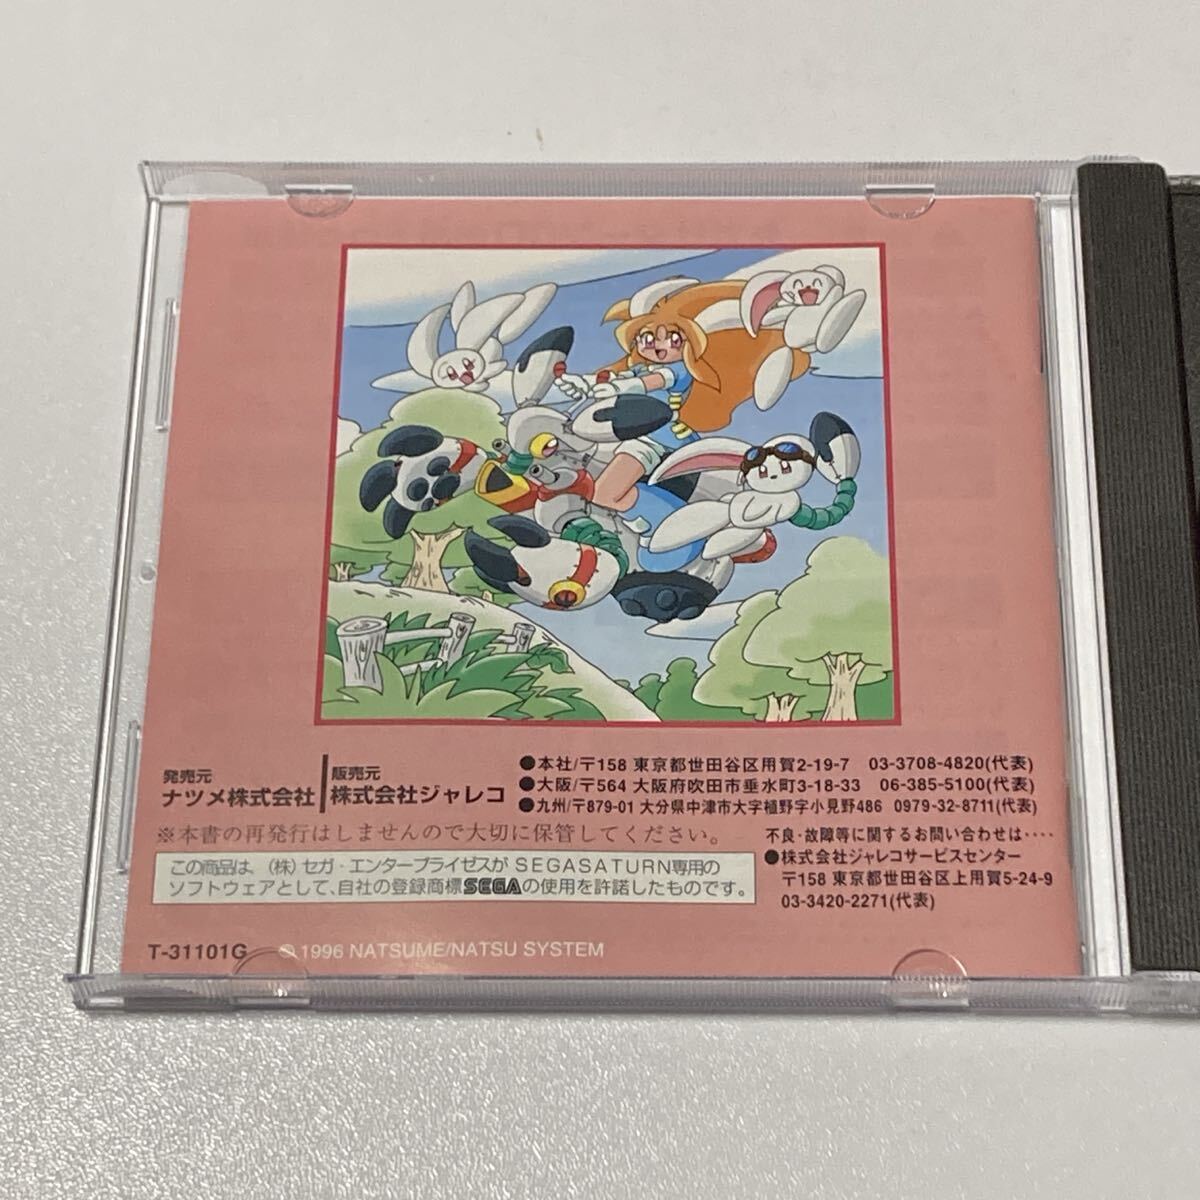 発売元
ナツメ株式会社
販売元
株式会社ジャレコ
●本社/〒158 東京都世田谷区用賀2-19-7 03-3708-4820(代表)
●大阪/〒564 大阪府吹田市垂水町3-18-33 06-385-5100(代表)
●九州/〒879-01 大分県中津市大字植野字小見野486 0979-32-8711(代表)
※本書の再発行はしませんので大切に保管してください。
不良・故障等に関するお問い合わせは‥‥
●株式会社ジャレコサービスセンター
〒158 東京都世田谷区上用賀5-24-9
03-3420-2271(代表)
この商品は、(株)セガ・エンタープライゼスがSEGASATURN専用の
ソフトウェアとして、自社の登録商標SEGAの使用を許諾したものです。
T-31101G © 1996 NATSUME/NATSU SYSTEM